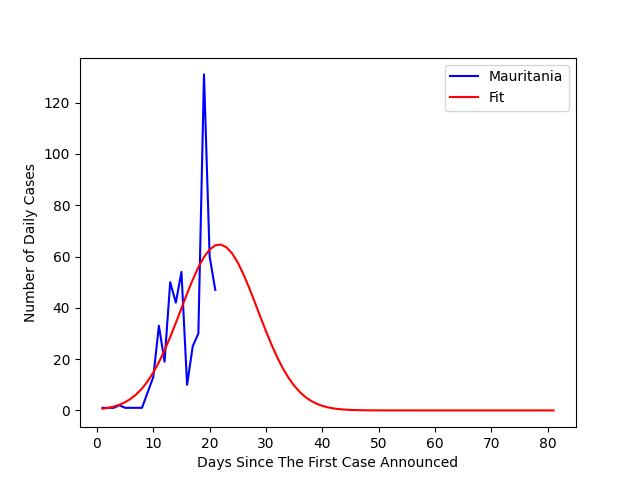 Mauritania
Fit
120
100
80
60
40
20
0
Number of Daily Cases
0 10 20 30 40 50 60 70 80
Days Since The First Case Announced